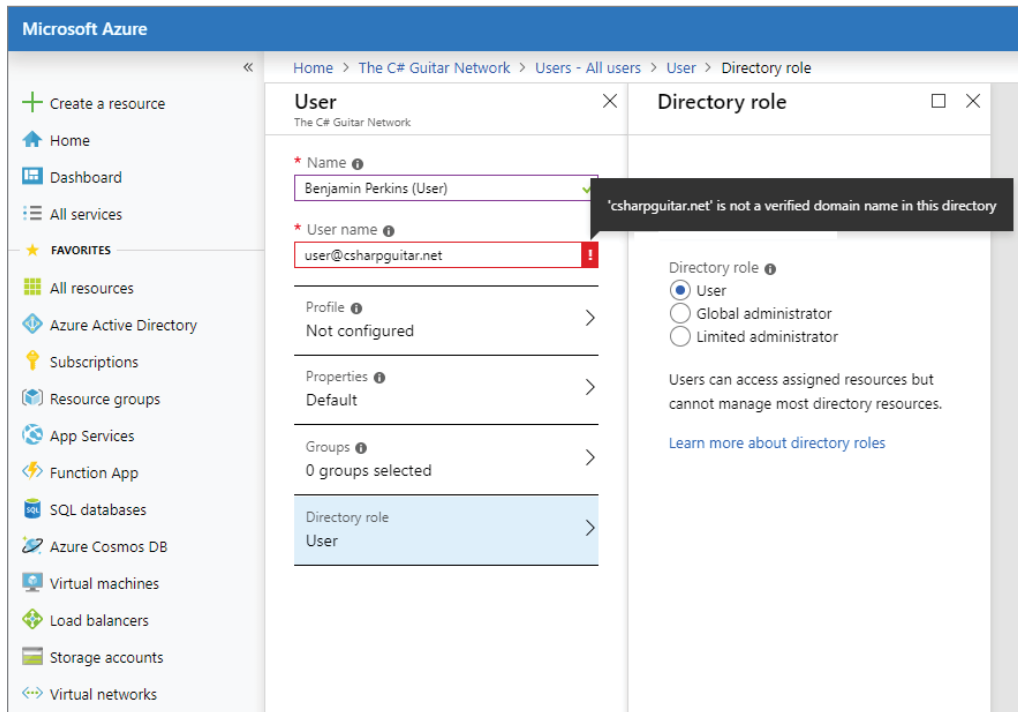 Microsoft Azure
«
Home > The C# Guitar Network > Users - All users > User > Directory role
Create a resource
Home
Dashboard
All services
FAVORITES
All resources
Azure Active Directory
Subscriptions
Resource groups
App Services
Function App
SQL databases
Azure Cosmos DB
Virtual machines
Load balancers
Storage accounts
Virtual networks
User
The C# Guitar Network
* Name
Benjamin Perkins (User)
* User name
user@csharpguitar.net
!
'csharpguitar.net' is not a verified domain name in this directory
Profile
Not configured
Properties
Default
Groups
0 groups selected
Directory role
User
Directory role
Directory role
User
Global administrator
Limited administrator
Users can access assigned resources but
cannot manage most directory resources.
Learn more about directory roles